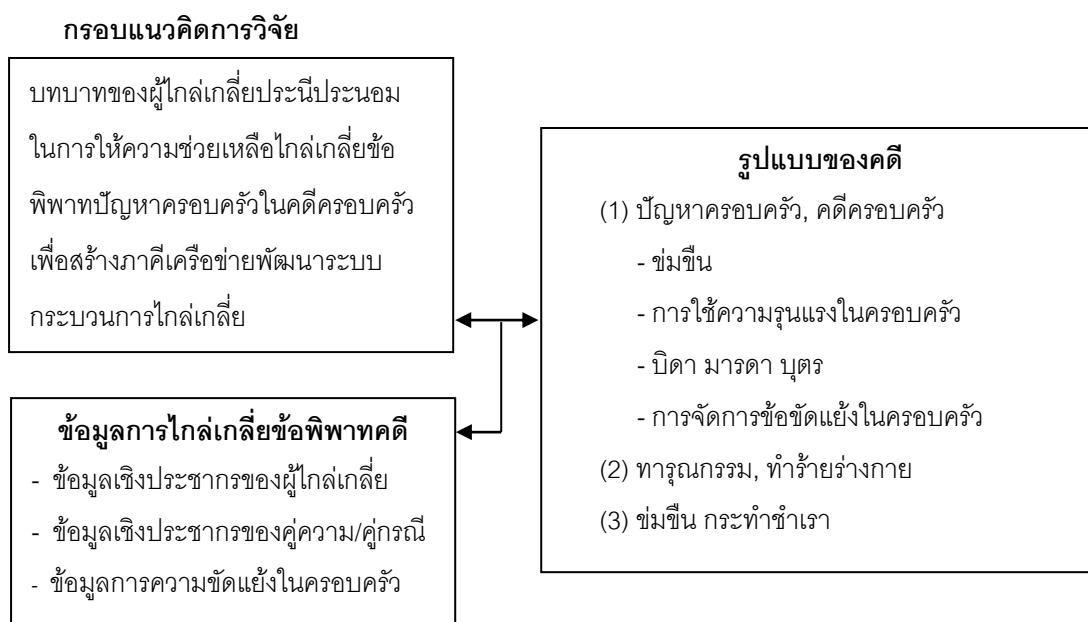 กรอบแนวคิดการวิจัย
บทบาทของผู้ไกล่เกลี่ยประนีประนอม
ในการให้ความช่วยเหลือไกล่เกลี่ยข้อ
พิพาทปัญหาครอบครัวในคดีครอบครัว
เพื่อสร้างภาคีเครือข่ายพัฒนาระบบ
กระบวนการไกล่เกลี่ย
ข้อมูลการไกล่เกลี่ยข้อพิพาทคดี
- ข้อมูลเชิงประชากรของผู้ไกล่เกลี่ย
- ข้อมูลเชิงประชากรของคู่ความ/คู่กรณี
- ข้อมูลการความขัดแย้งในครอบครัว
รูปแบบของคดี
(1) ปัญหาครอบครัว, คดีครอบครัว
- ข่มขืน
- การใช้ความรุนแรงในครอบครัว
- บิดา มารดา บุตร
- การจัดการข้อขัดแย้งในครอบครัว
(2) ทารุณกรรม, ทำร้ายร่างกาย
(3) ข่มขืน กระทำชำเรา